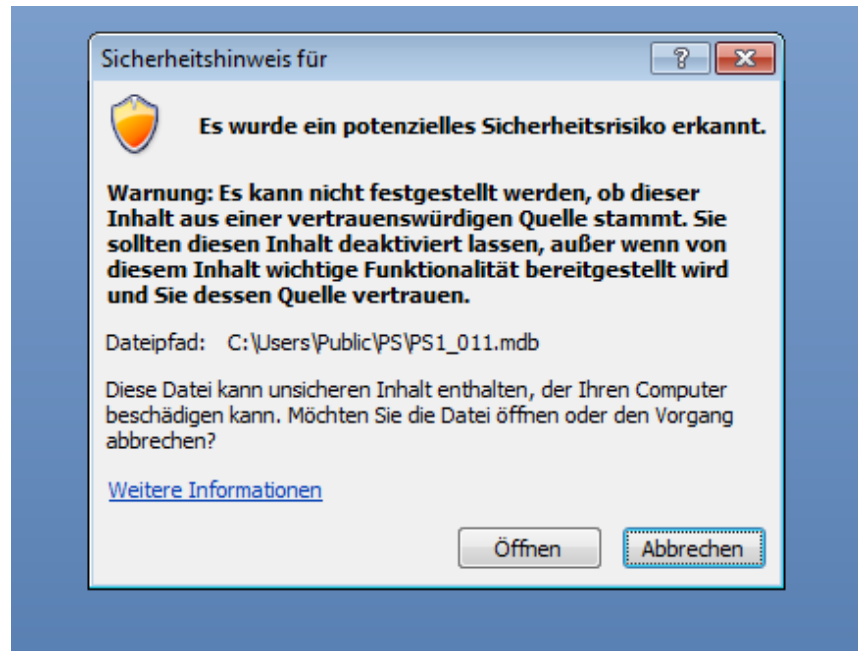 Sicherheitshinweis für
Es wurde ein potenzielles Sicherheitsrisiko erkannt.
Warnung: Es kann nicht festgestellt werden, ob dieser
Inhalt aus einer vertrauenswürdigen Quelle stammt. Sie
sollten diesen Inhalt deaktiviert lassen, außer wenn von
diesem Inhalt wichtige Funktionalität bereitgestellt wird
und Sie dessen Quelle vertrauen.
Dateipfad: C:\Users\Public\PS\PS1_011.mdb
Diese Datei kann unsicheren Inhalt enthalten, der Ihren Computer
beschädigen kann. Möchten Sie die Datei öffnen oder den Vorgang
abbrechen?
Weitere Informationen
Öffnen Abbrechen